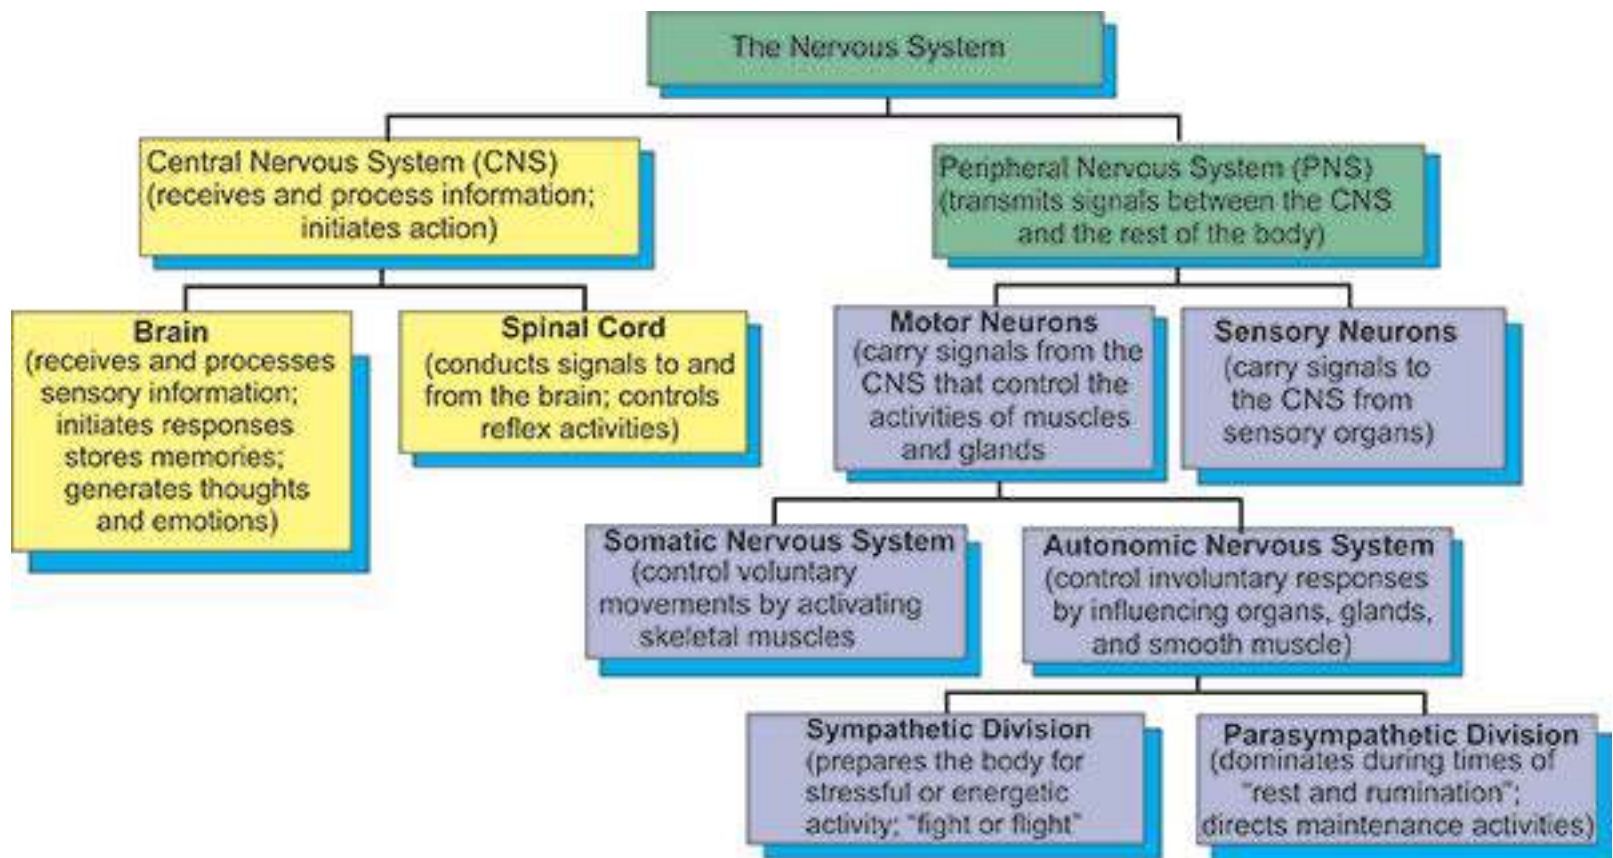 The Nervous System
Central Nervous System (CNS)
(receives and process information;
initiates action)
Peripheral Nervous System (PNS)
(transmits signals between the CNS
and the rest of the body)
Brain
(receives and processes
sensory information;
initiates responses
stores memories;
generates thoughts
and emotions)
Spinal Cord
(conducts signals to and
from the brain; controls
reflex activities)
Motor Neurons
(carry signals from the
CNS that control the
activities of muscles
and glands
Sensory Neurons
(carry signals to
the CNS from
sensory organs)
Somatic Nervous System
(control voluntary
movements by activating
skeletal muscles
Autonomic Nervous System
(control involuntary responses
by influencing organs, glands,
and smooth muscle)
Sympathetic Division
(prepares the body for
stressful or energetic
activity; "fight or flight"
Parasympathetic Division
(dominates during times of
"rest and rumination";
directs maintenance activities)